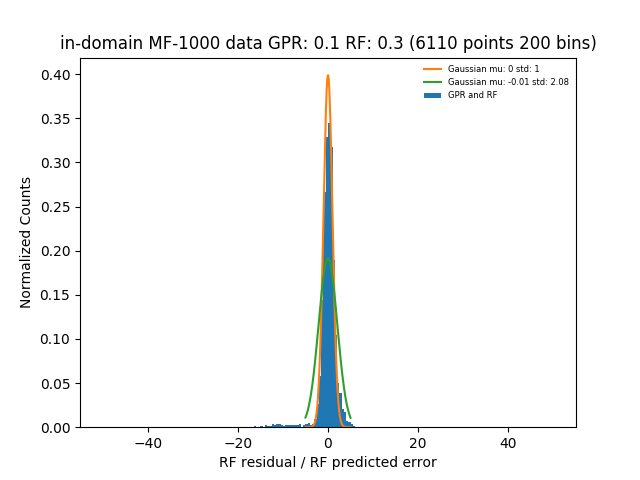 in-domain MF-1000 data GPR: 0.1 RF: 0.3 (6110 points 200 bins)
Gaussian mu: 0 std: 1
Gaussian mu: -0.01 std: 2.08
GPR and RF
Normalized Counts
0.40
0.35
0.30
0.25
0.20
0.15
0.10
0.05
0.00
−40 −20 0 20 40
RF residual / RF predicted error